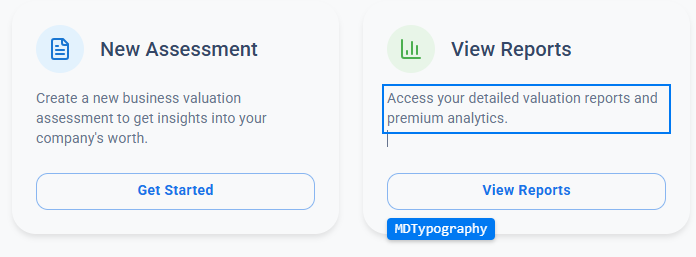 New Assessment
Create a new business valuation
assessment to get insights into your
company's worth.
Get Started
View Reports
Access your detailed valuation reports and
premium analytics.
View Reports
MDTypography